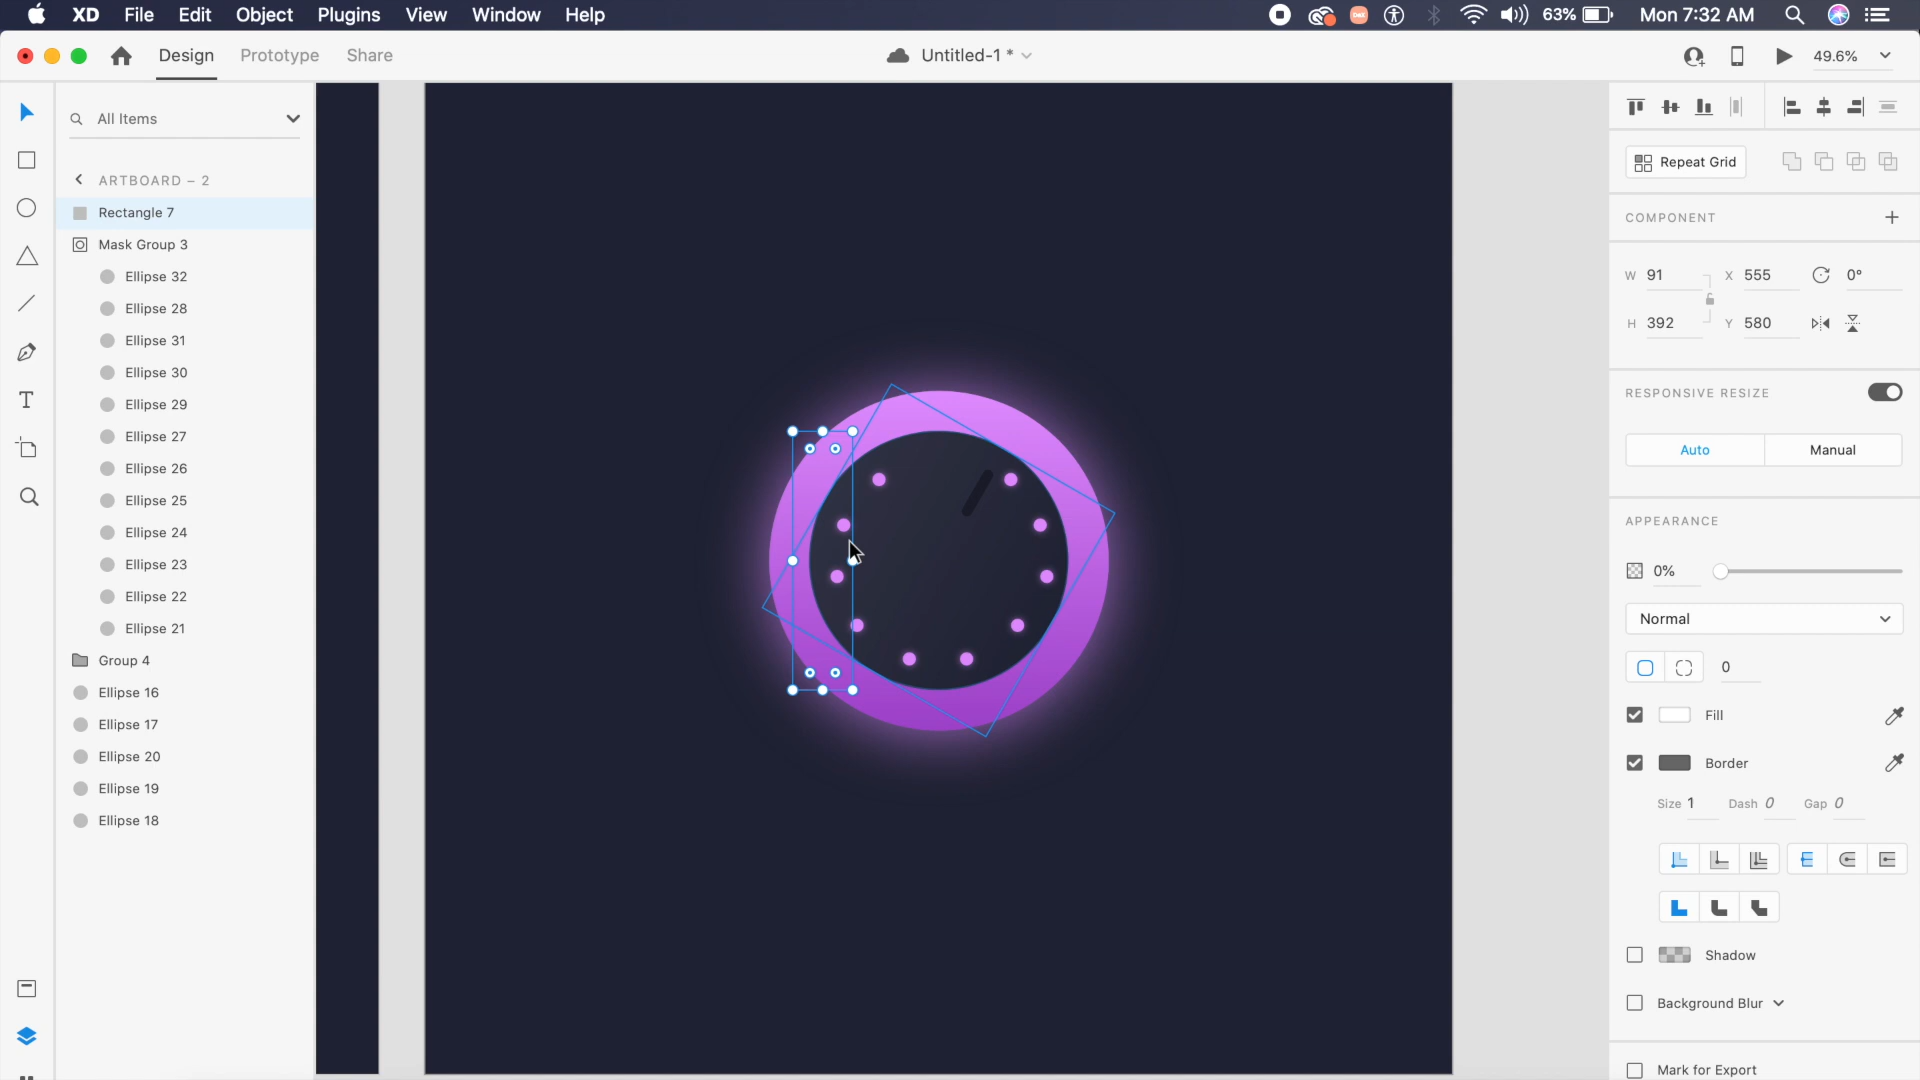 XD File Edit Object Plugins View Window Help
63% Mon 7:32 AM
Design Prototype Share
Untitled-1 *
49.6%
All Items
ARTBOARD – 2
Rectangle 7
Mask Group 3
Ellipse 32
Ellipse 28
Ellipse 31
Ellipse 30
Ellipse 29
Ellipse 27
Ellipse 26
Ellipse 25
Ellipse 24
Ellipse 23
Ellipse 22
Ellipse 21
Group 4
Ellipse 16
Ellipse 17
Ellipse 20
Ellipse 19
Ellipse 18
Repeat Grid
COMPONENT
W 91 X 555 0°
H 392 Y 580
RESPONSIVE RESIZE
Auto Manual
APPEARANCE
0%
Normal
0
Fill
Border
Size 1 Dash 0 Gap 0
Shadow
Background Blur
Mark for Export